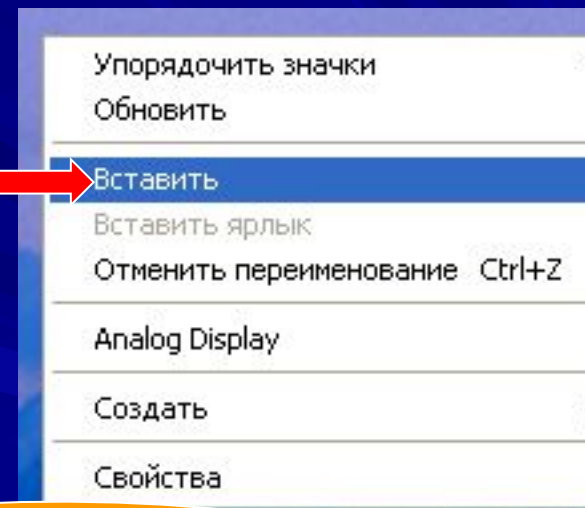 Упорядочить значки
Обновить
Вставить
Вставить ярлык
Отменить переименование Ctrl+Z
Analog Display
Создать
Свойства